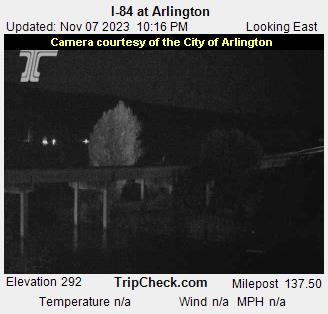 I-84 at Arlington
Updated: Nov 07 2023 10:16 PM Looking East
Camera courtesy of the City of Arlington
Elevation 292 TripCheck.com Milepost 137.50
Temperature n/a Wind n/a MPH n/a